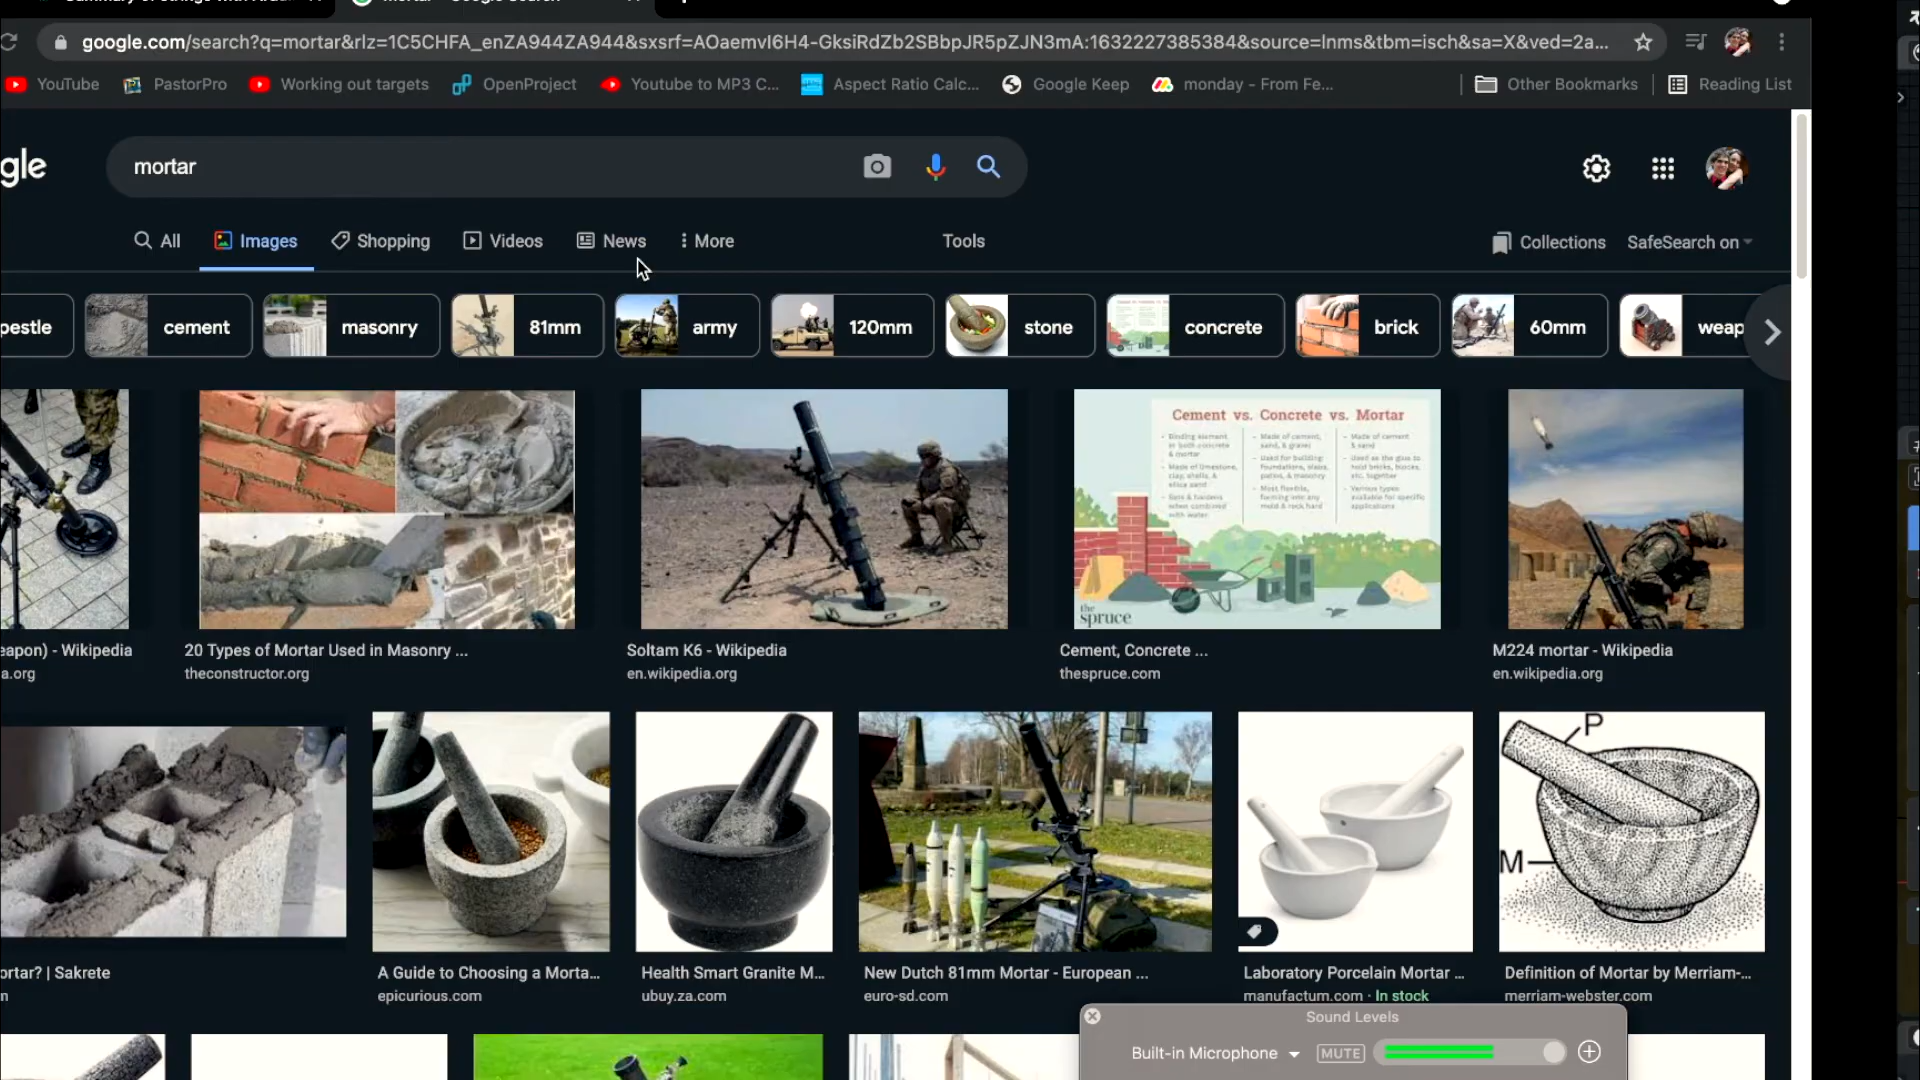 google.com/search?q=mortar&rlz=1C5CHFA_enZA944ZA944&sxsrf=AOaemvI6H4-GksiRdZb2SBbpJR5pZJN3mA:1632227385384&source=lnms&tbm=isch&sa=X&ved=2a...
YouTube PastorPro Working out targets OpenProject Youtube to MP3 C... Aspect Ratio Calc... Google Keep monday - From Fe... Other Bookmarks Reading List
gle mortar
All Images Shopping Videos News More Tools Collections SafeSearch on
pestle cement masonry 81mm army 120mm stone concrete brick 60mm weap
Cement vs. Concrete vs. Mortar
the
spruce
eapon) - Wikipedia 20 Types of Mortar Used in Masonry ... Soltam K6 - Wikipedia Cement, Concrete ... M224 mortar - Wikipedia
a.org theconstructor.org en.wikipedia.org thespruce.com en.wikipedia.org
P
M
ortar? | Sakrete A Guide to Choosing a Morta... Health Smart Granite M... New Dutch 81mm Mortar - European ... Laboratory Porcelain Mortar ... Definition of Mortar by Merriam-...
epicurious.com ubuy.za.com euro-sd.com manufactum.com · In stock merriam-webster.com
Sound Levels
Built-in Microphone MUTE